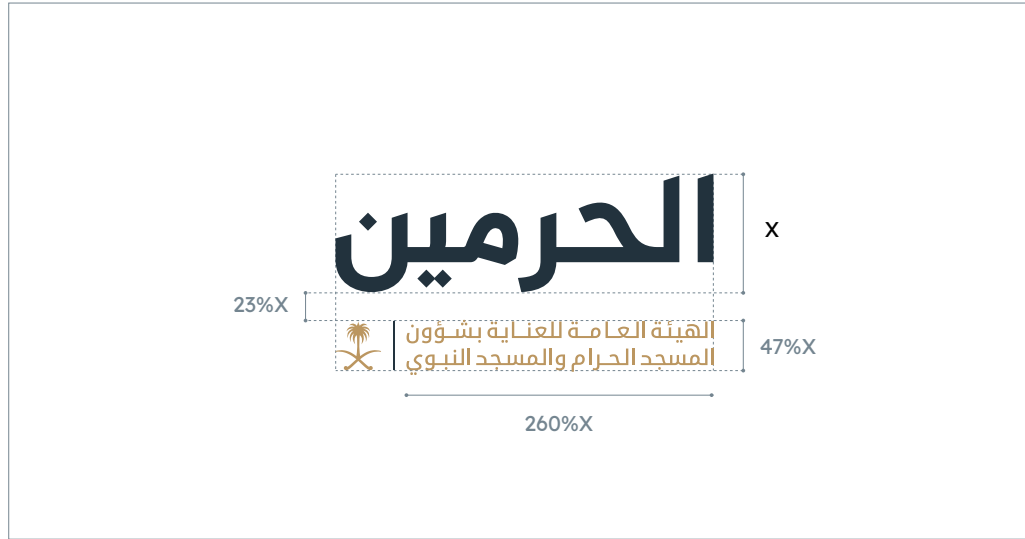 الحرمين
X
23%X
الهيئة العامة للعناية بشؤون
المسجد الحرام والمسجد النبوي
47%X
260%X